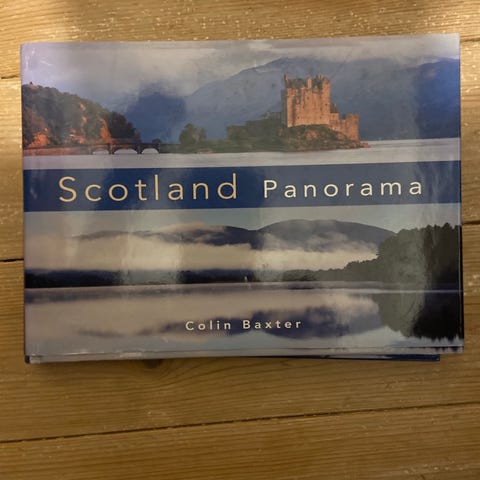 Scotland Panorama
Colin Baxter